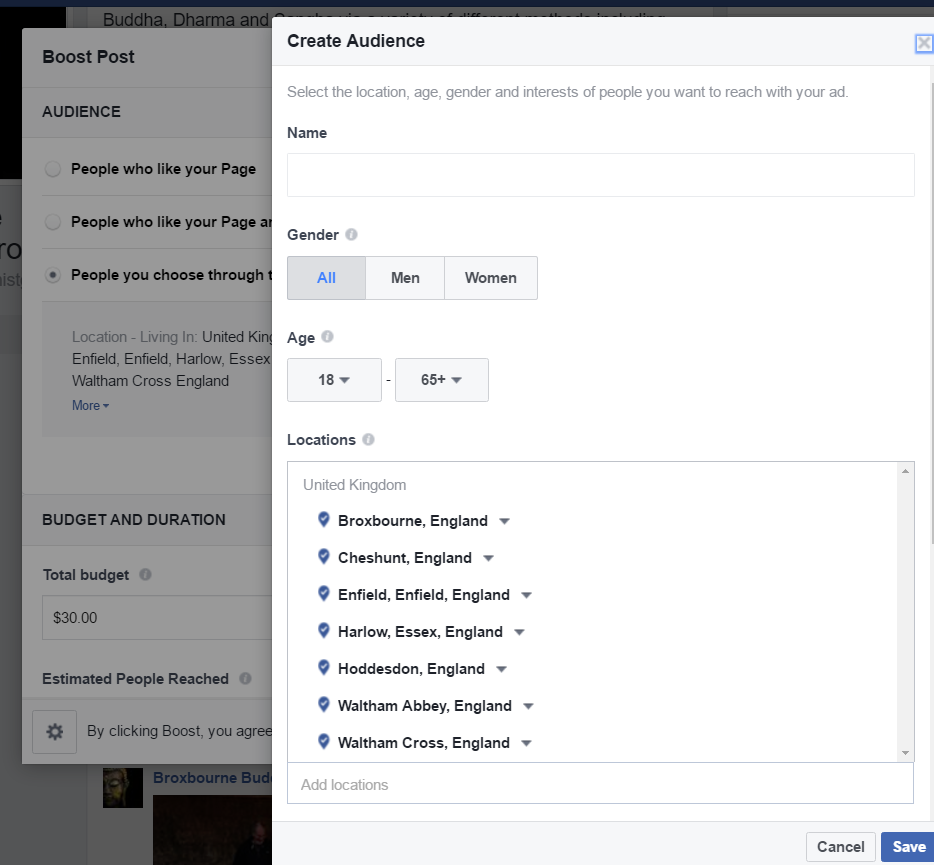 Buddha, Dharma and Sangha via a variety of different methods including
Boost Post
AUDIENCE
People who like your Page
People who like your Page
People you choose through
Location - Living In: United
Enfield, Enfield, Harlow, Essex
Waltham Cross England
More
BUDGET AND DURATION
Total budget
$30.00
Estimated People Reached
By clicking Boost, you agree
Broxbourne
Create Audience
Select the location, age, gender and interests of people you want to reach with your ad.
Name
Gender
All Men Women
Age
18 - 65+
Locations
United Kingdom
Broxbourne, England
Cheshunt, England
Enfield, Enfield, England
Harlow, Essex, England
Hoddesdon, England
Waltham Abbey, England
Waltham Cross, England
Add locations
Cancel Save